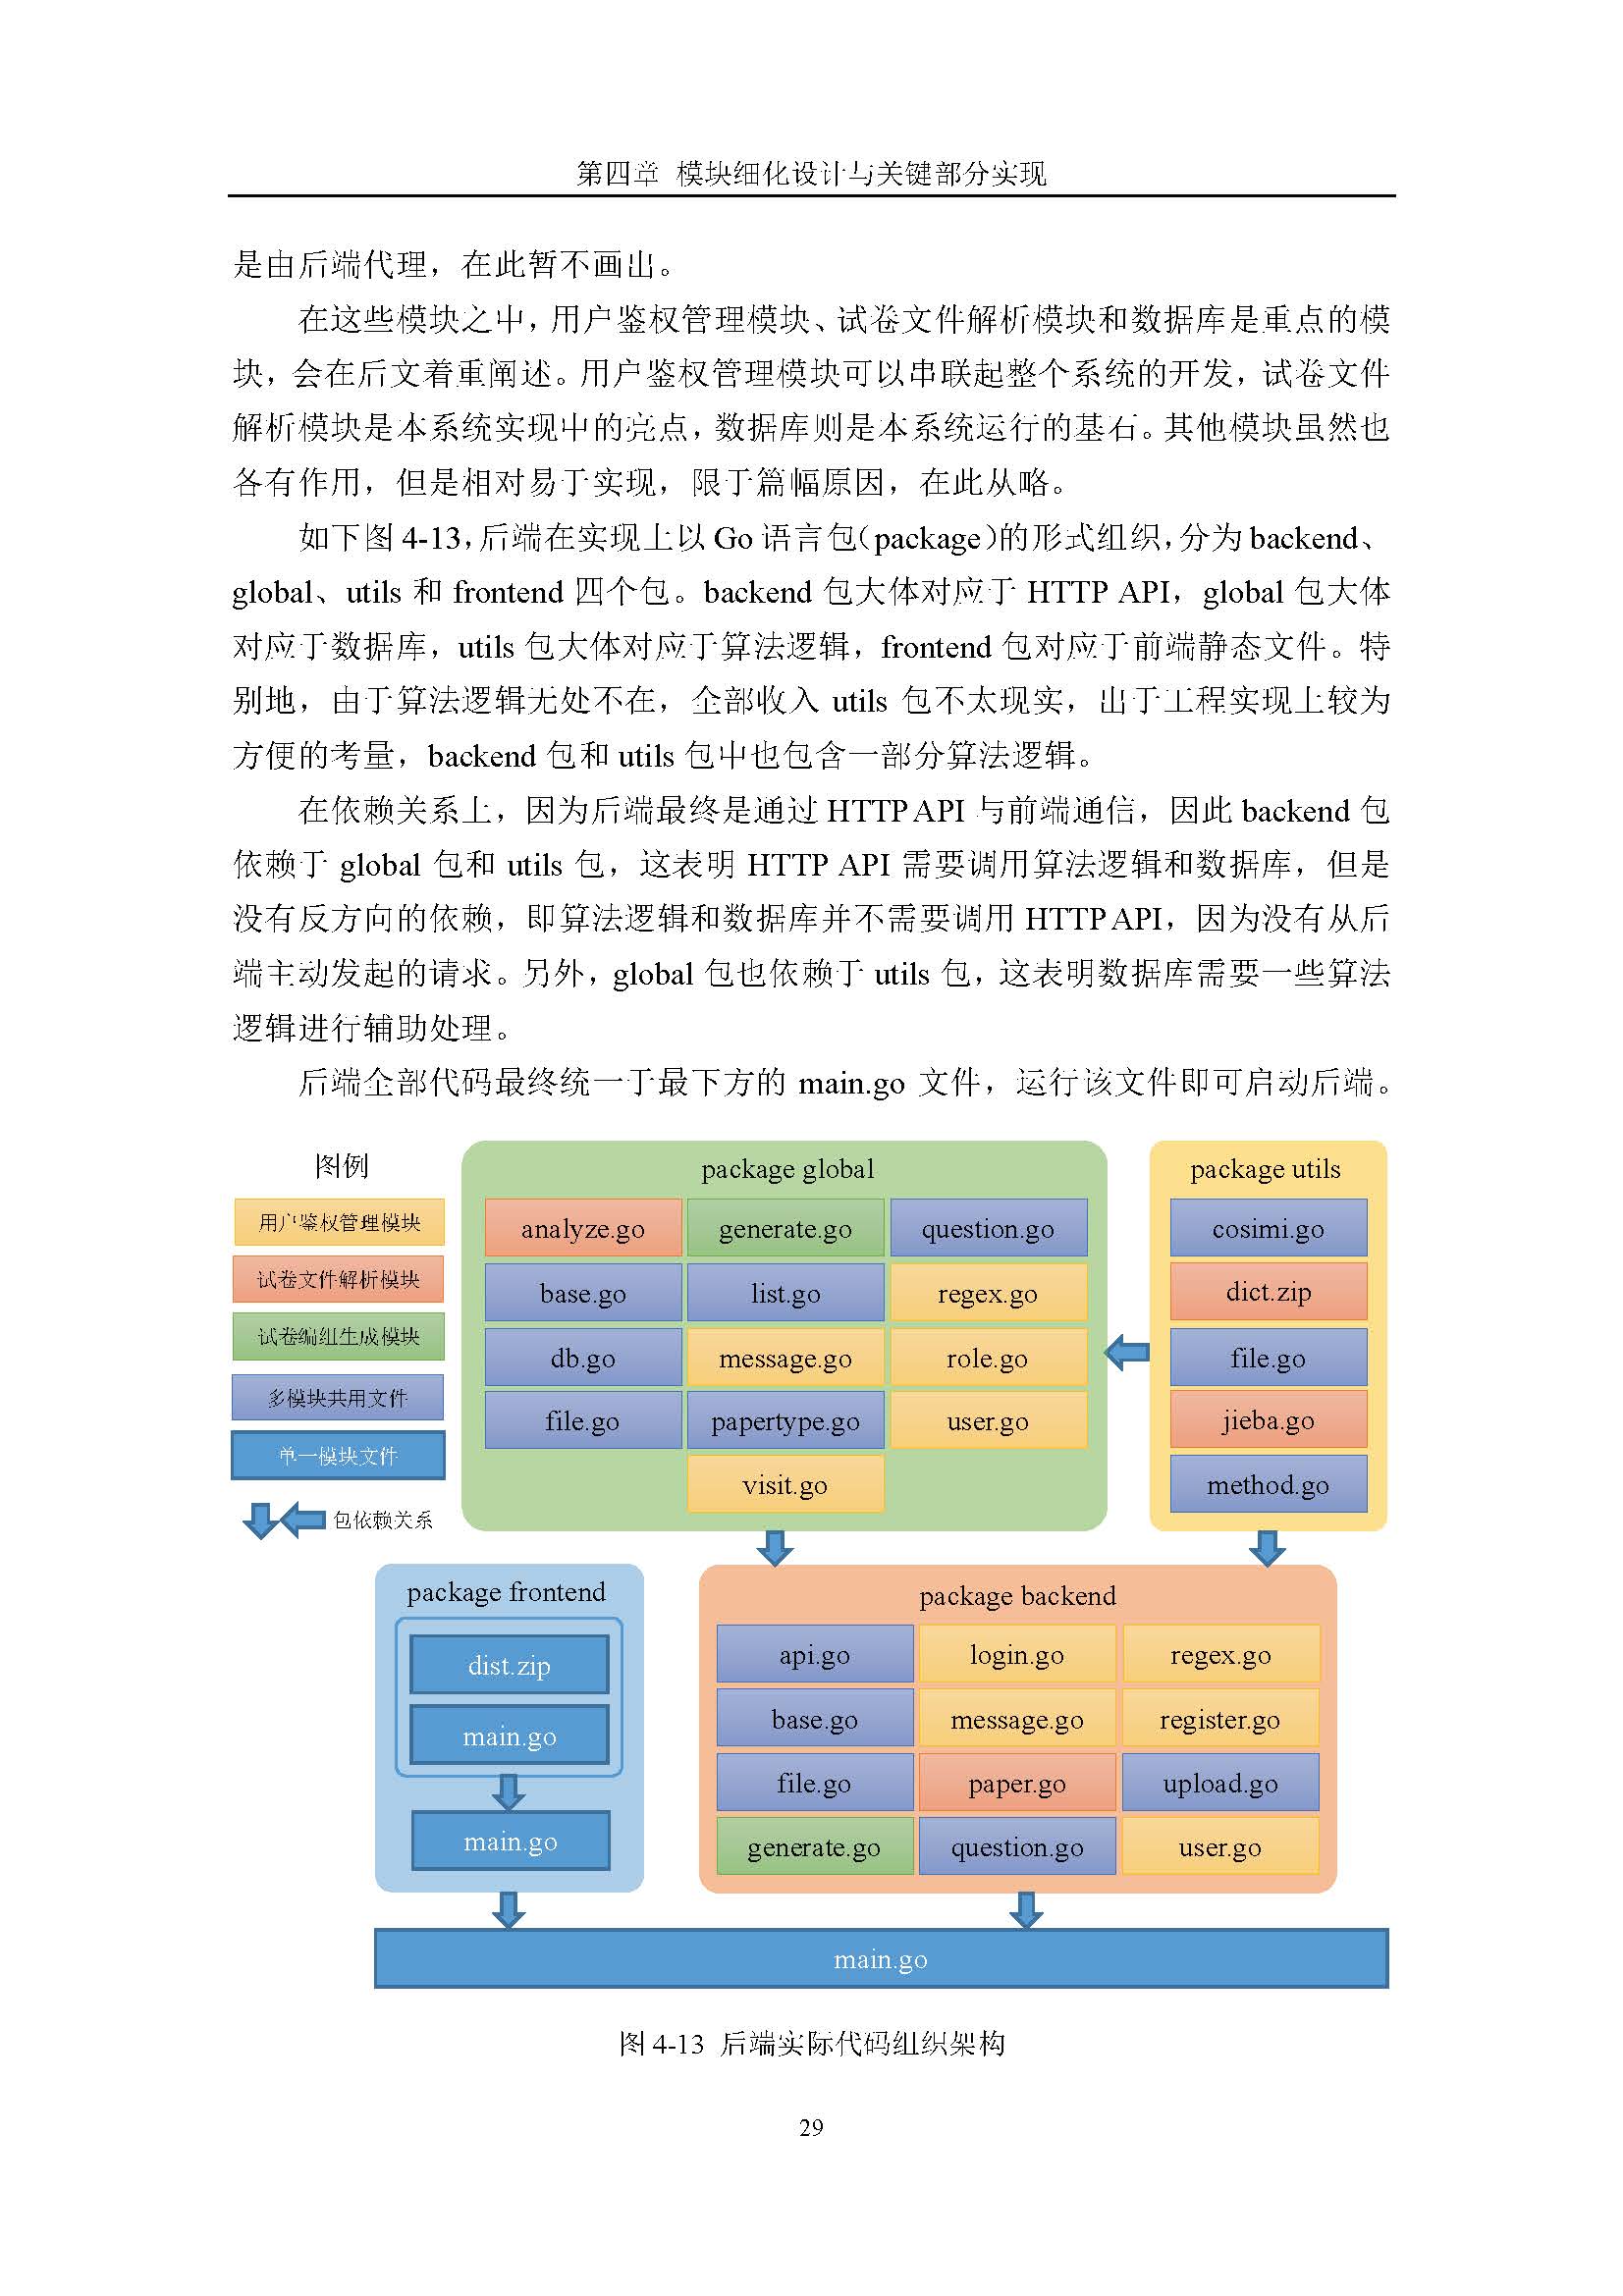 第四章 模块细化设计与关键部分实现
是由后端代理，在此暂不画出。
在这些模块之中，用户鉴权管理模块、试卷文件解析模块和数据库是重点的模
块，会在后文着重阐述。用户鉴权管理模块可以串联起整个系统的开发，试卷文件
解析模块是本系统实现中的亮点，数据库则是本系统运行的基石。其他模块虽然也
各有作用，但是相对易于实现，限于篇幅原因，在此从略。
如下图 4-13，后端在实现上以 Go 语言包（package）的形式组织，分为 backend、
global、utils 和 frontend 四个包。backend 包大体对应于 HTTP API，global 包大体
对应于数据库，utils 包大体对应于算法逻辑，frontend 包对应于前端静态文件。特
别地，由于算法逻辑无处不在，全部收入 utils 包不太现实，出于工程实现上较为
方便的考量，backend 包和 utils 包中也包含一部分算法逻辑。
在依赖关系上，因为后端最终是通过 HTTP API 与前端通信，因此 backend 包
依赖于 global 包和 utils 包，这表明 HTTP API 需要调用算法逻辑和数据库，但是
没有反方向的依赖，即算法逻辑和数据库并不需要调用 HTTP API，因为没有从后
端主动发起的请求。另外，global 包也依赖于 utils 包，这表明数据库需要一些算法
逻辑进行辅助处理。
后端全部代码最终统一于最下方的 main.go 文件，运行该文件即可启动后端。
图例
用户鉴权管理模块
试卷文件解析模块
试卷编组生成模块
多模块共用文件
单一模块文件
包依赖关系
package global
analyze.go generate.go question.go
base.go list.go regex.go
db.go message.go role.go
file.go papertype.go user.go
visit.go
package utils
cosimi.go
dict.zip
file.go
jieba.go
method.go
package frontend
dist.zip
main.go
main.go
package backend
api.go login.go regex.go
base.go message.go register.go
file.go paper.go upload.go
generate.go question.go user.go
main.go
图 4-13 后端实际代码组织架构
29